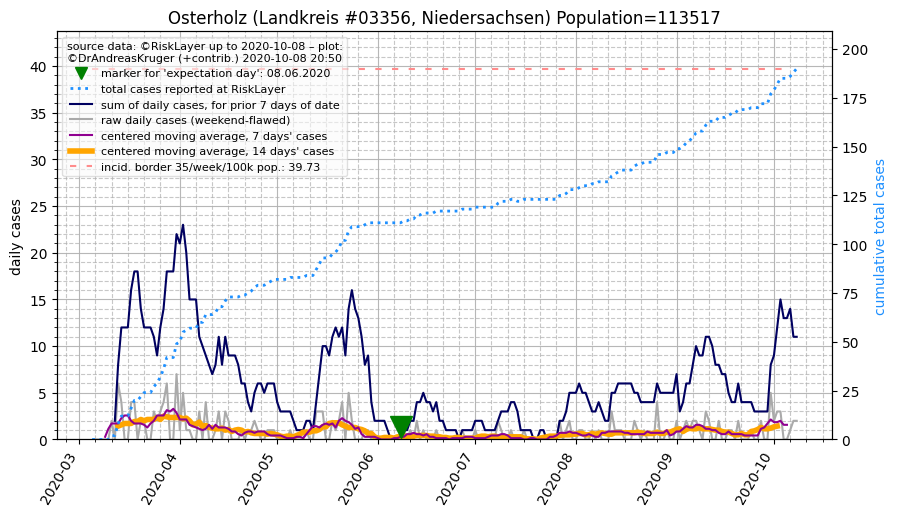 Osterholz (Landkreis #03356, Niedersachsen) Population=113517
source data: ©RiskLayer up to 2020-10-08 – plot:
©DrAndreasKruger (+contrib.) 2020-10-08 20:50
marker for 'expectation day': 08.06.2020
total cases reported at RiskLayer
sum of daily cases, for prior 7 days of date
raw daily cases (weekend-flawed)
centered moving average, 7 days' cases
centered moving average, 14 days' cases
incid. border 35/week/100k pop.: 39.73
daily cases
40
35
30
25
20
15
10
5
0
cumulative total cases
200
175
150
125
100
75
50
25
0
2020-03
2020-04
2020-05
2020-06
2020-07
2020-08
2020-09
2020-10